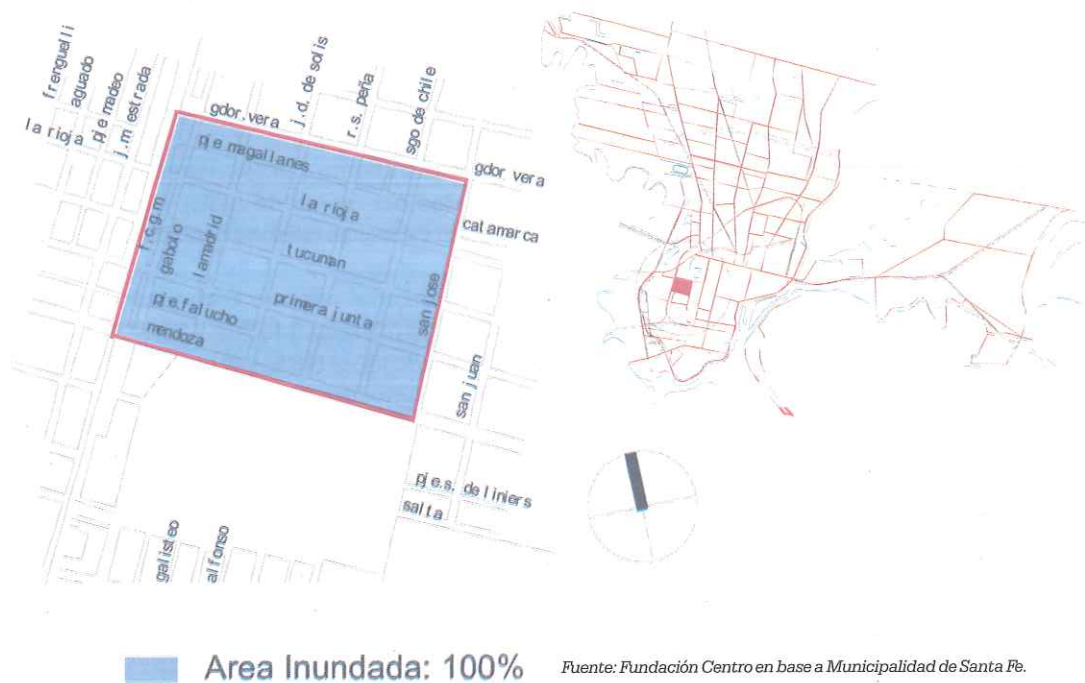 frenguelli
aguado
pje madeo
j.m estrada
la rioja
gdor.vera
j.d. de solis
r.s. peña
sgo de chile
gdor vera
catamarca
pje magallanes
la rioja
f.c.g.m
gaboto
lamadrid
tucuman
pje.falucho
primera junta
mendoza
san jose
san juan
pje.s. de liniers
salta
galisteo
alfonso
Area Inundada: 100%
Fuente: Fundación Centro en base a Municipalidad de Santa Fe.